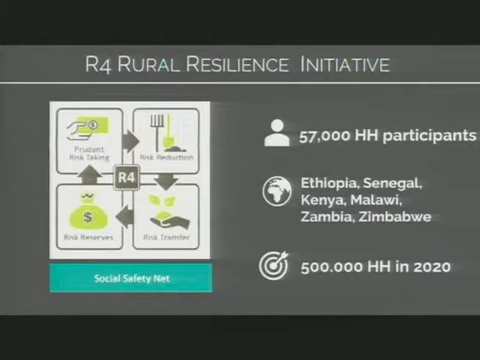 R4 RURAL RESILIENCE INITIATIVE
Prudent
Risk Taking
Risk Reduction
R4
$
Risk Reserves
Risk Transfer
Social Safety Net
57,000 HH participants
Ethiopia, Senegal,
Kenya, Malawi,
Zambia, Zimbabwe
500.000 HH in 2020